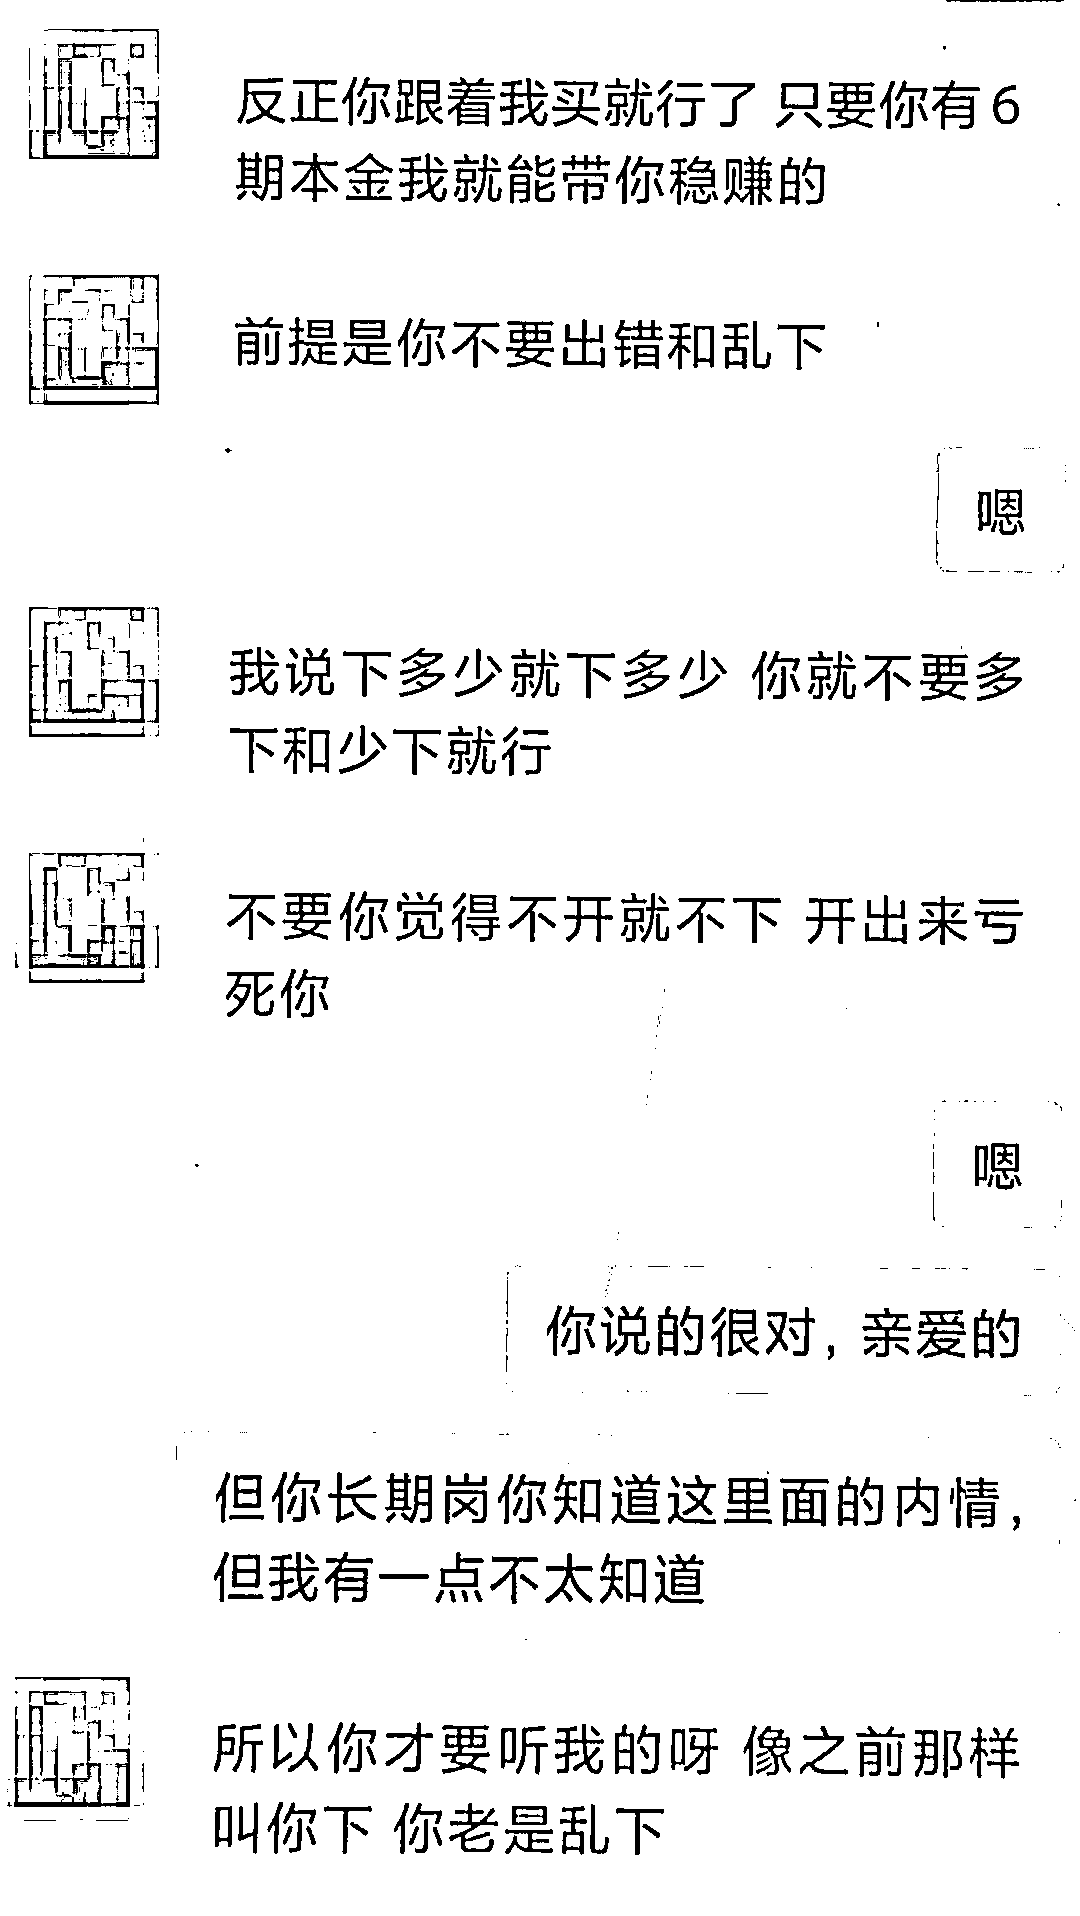 反正你跟着我买就行了 只要你有6
期本金我就能带你稳赚的
前提是你不要出错和乱下
嗯
我说下多少就下多少 你就不要多
下和少下就行
不要你觉得不开就不下 开出来亏
死你
嗯
你说的很对，亲爱的
但你长期岗你知道这里面的内情，
但我有一点不太知道
所以你才要听我的呀 像之前那样
叫你下 你老是乱下